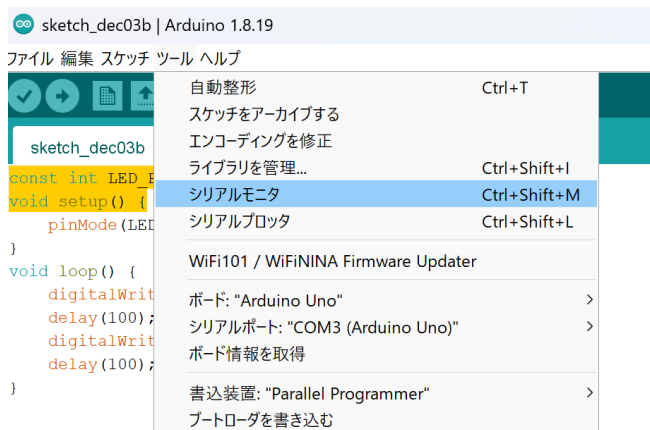 sketch_dec03b | Arduino 1.8.19
ファイル 編集 スケッチ ツール ヘルプ
自動整形 Ctrl+T
スケッチをアーカイブする
エンコーディングを修正
ライブラリを管理... Ctrl+Shift+I
シリアルモニタ Ctrl+Shift+M
シリアルプロッタ Ctrl+Shift+L
WiFi101 / WiFiNINA Firmware Updater
ボード: "Arduino Uno"
シリアルポート: "COM3 (Arduino Uno)"
ボード情報を取得
書込装置: "Parallel Programmer"
ブートローダを書き込む
sketch_dec03b
const int LED_
void setup() {
pinMode(LED
}
void loop() {
digitalWrit
delay(100);
digitalWrit
delay(100);
}